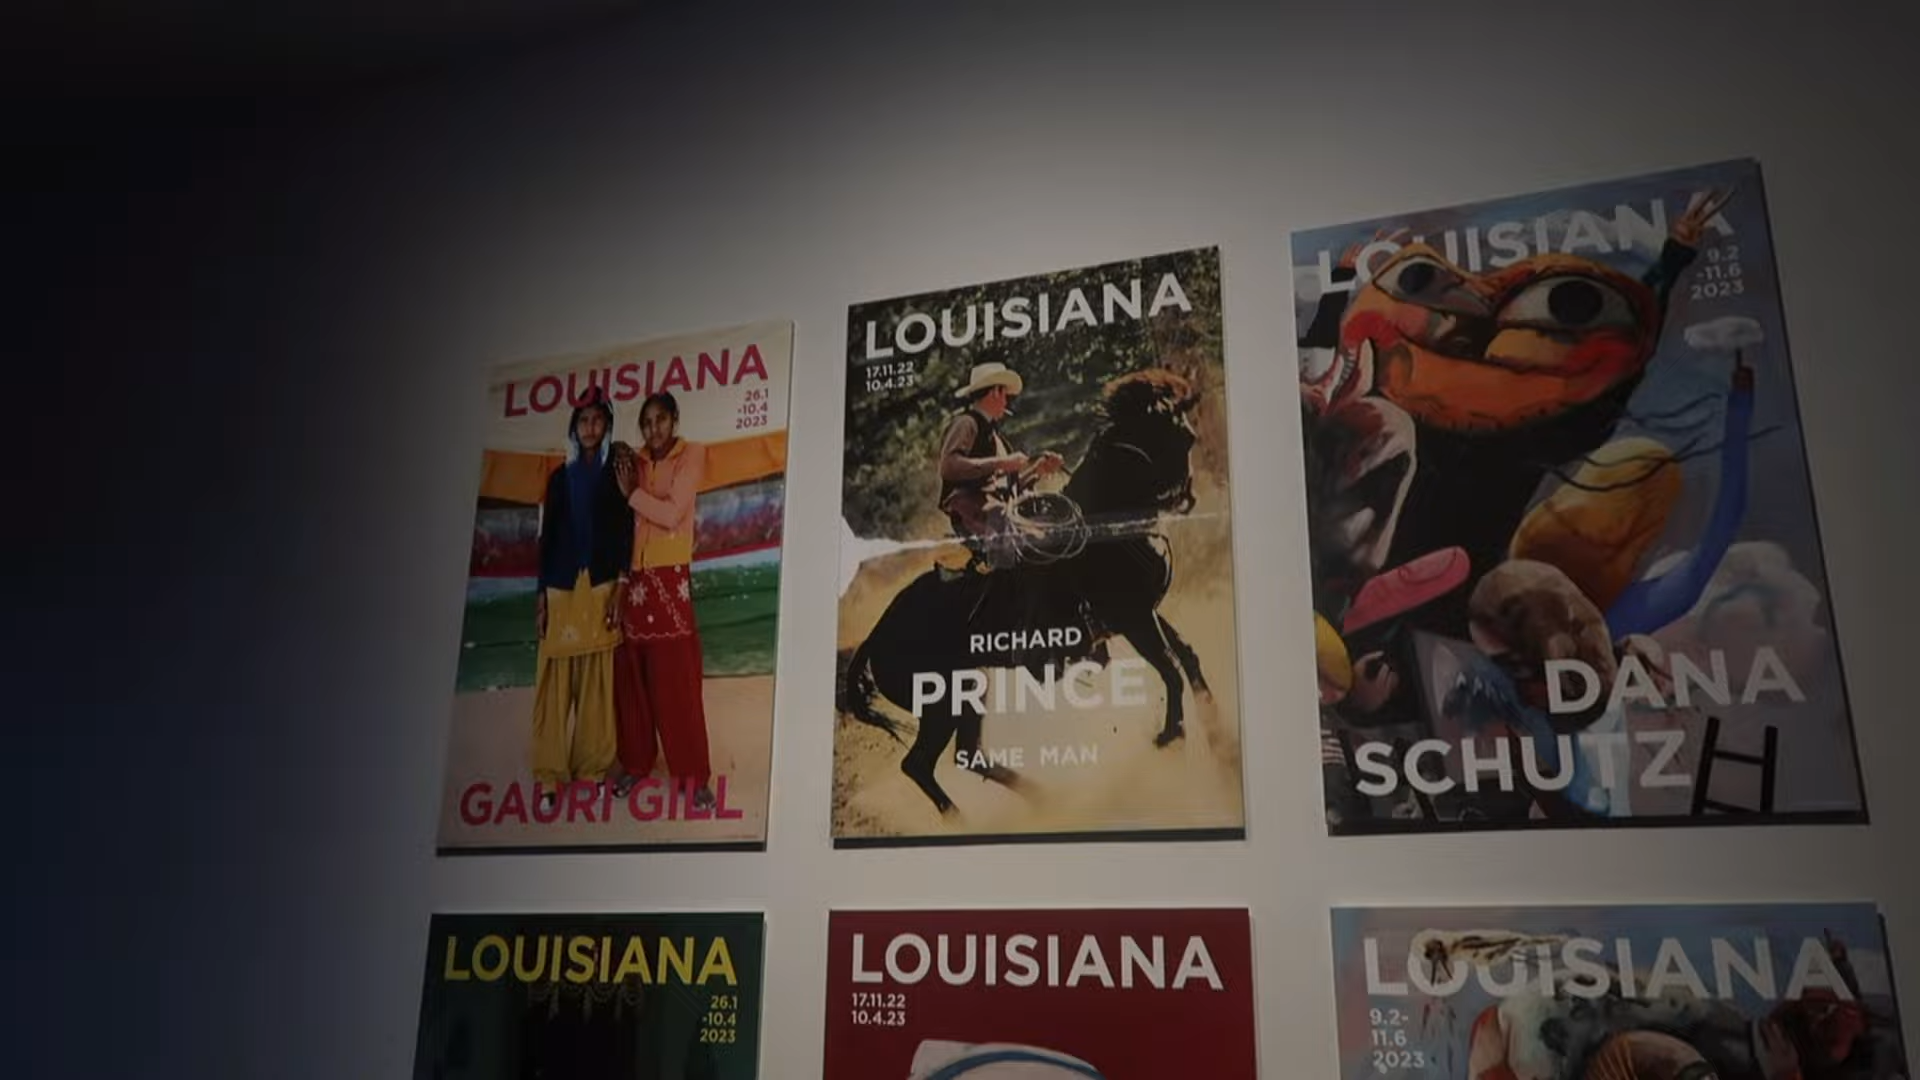 LOUISIANA
26.1
-10.4
2023
GAURI GILL
LOUISIANA
17.11.22
10.4.23
RICHARD
PRINCE
SAME MAN
LOUISIANA
9.2
-11.6
2023
DANA
SCHUTZ
LOUISIANA
26.1
-10.4
2023
LOUISIANA
17.11.22
10.4.23
LOUISIANA
9.2-
11.6
2023